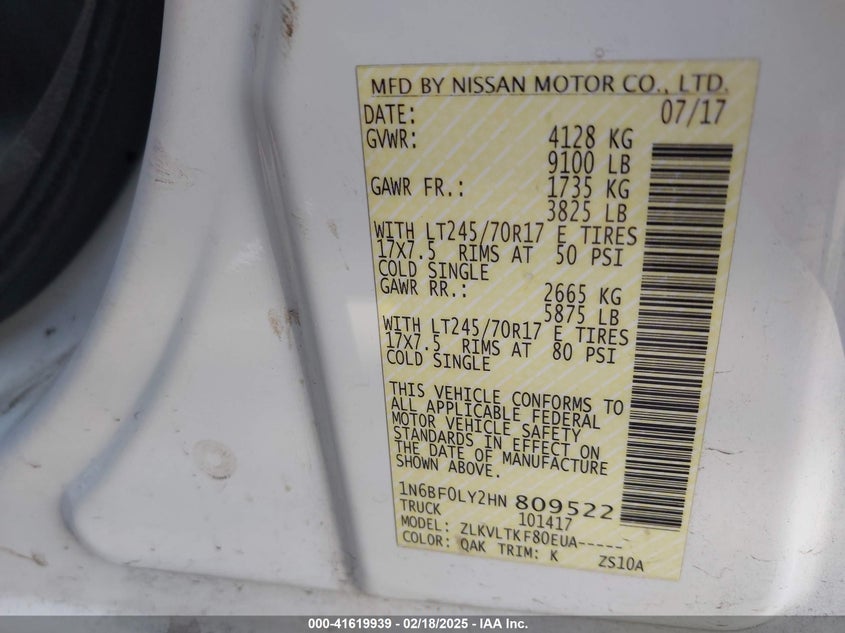 MFD BY NISSAN MOTOR CO., LTD.
DATE: 07/17
GVWR: 4128 KG
9100 LB
GAWR FR.: 1735 KG
3825 LB
WITH LT245/70R17 E TIRES
17X7.5 RIMS AT 50 PSI
COLD SINGLE
GAWR RR.: 2665 KG
5875 LB
WITH LT245/70R17 E TIRES
17X7.5 RIMS AT 80 PSI
COLD SINGLE
THIS VEHICLE CONFORMS TO
ALL APPLICABLE FEDERAL
MOTOR VEHICLE SAFETY
STANDARDS IN EFFECT ON
THE DATE OF MANUFACTURE
SHOWN ABOVE.
1N6BF0LY2HN 809522
TRUCK 101417
MODEL: ZLKVLTKF80EUA-----
COLOR: QAK TRIM: K ZS10A
000-41619939 - 02/18/2025 - IAA Inc.